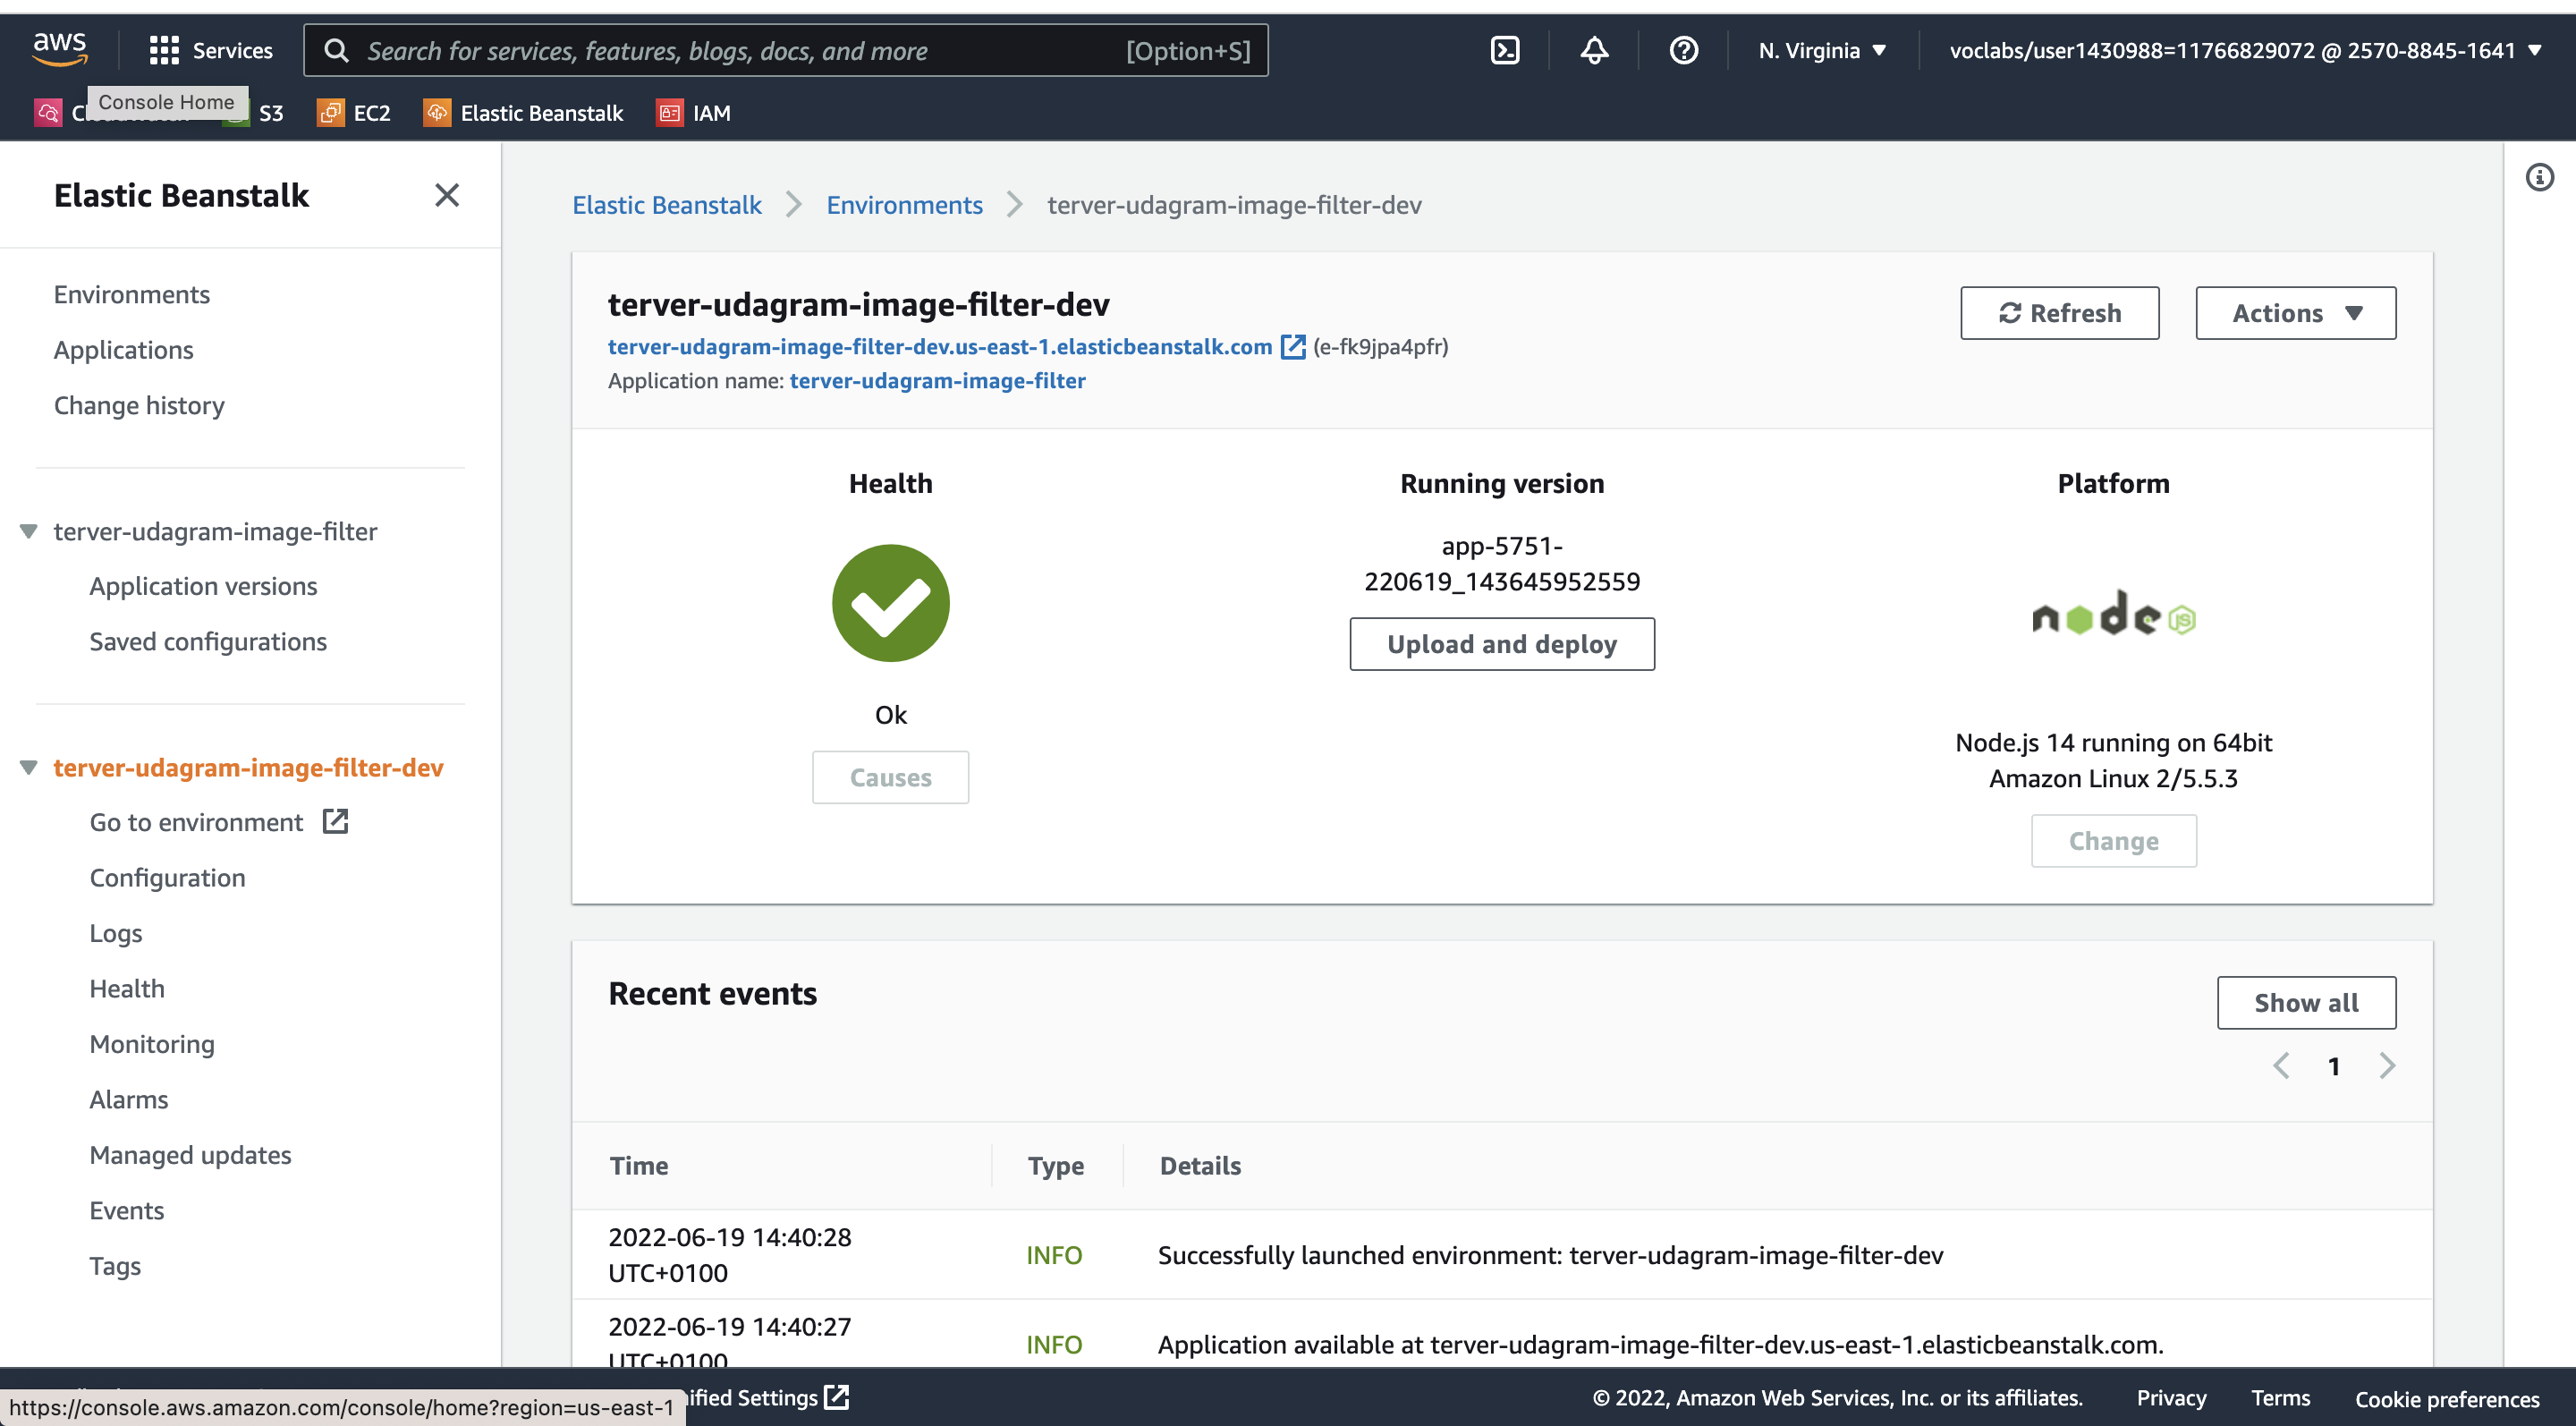 aws
Services
Search for services, features, blogs, docs, and more
[Option+S]
N. Virginia
voclabs/user1430988=11766829072 @ 2570-8845-1641
Console Home
S3
EC2
Elastic Beanstalk
IAM
Elastic Beanstalk
Environments
Applications
Change history
terver-udagram-image-filter
Application versions
Saved configurations
terver-udagram-image-filter-dev
Go to environment
Configuration
Logs
Health
Monitoring
Alarms
Managed updates
Events
Tags
Elastic Beanstalk
Environments
terver-udagram-image-filter-dev
terver-udagram-image-filter-dev
terver-udagram-image-filter-dev.us-east-1.elasticbeanstalk.com (e-fk9jpa4pfr)
Application name: terver-udagram-image-filter
Refresh
Actions
Health
Ok
Causes
Running version
app-5751-
220619_143645952559
Upload and deploy
Platform
node JS
Node.js 14 running on 64bit
Amazon Linux 2/5.5.3
Change
Recent events
Show all
1
Time
Type
Details
2022-06-19 14:40:28
UTC+0100
INFO
Successfully launched environment: terver-udagram-image-filter-dev
2022-06-19 14:40:27
UTC+0100
INFO
Application available at terver-udagram-image-filter-dev.us-east-1.elasticbeanstalk.com.
https://console.aws.amazon.com/console/home?region=us-east-1
Settings
© 2022, Amazon Web Services, Inc. or its affiliates.
Privacy
Terms
Cookie preferences